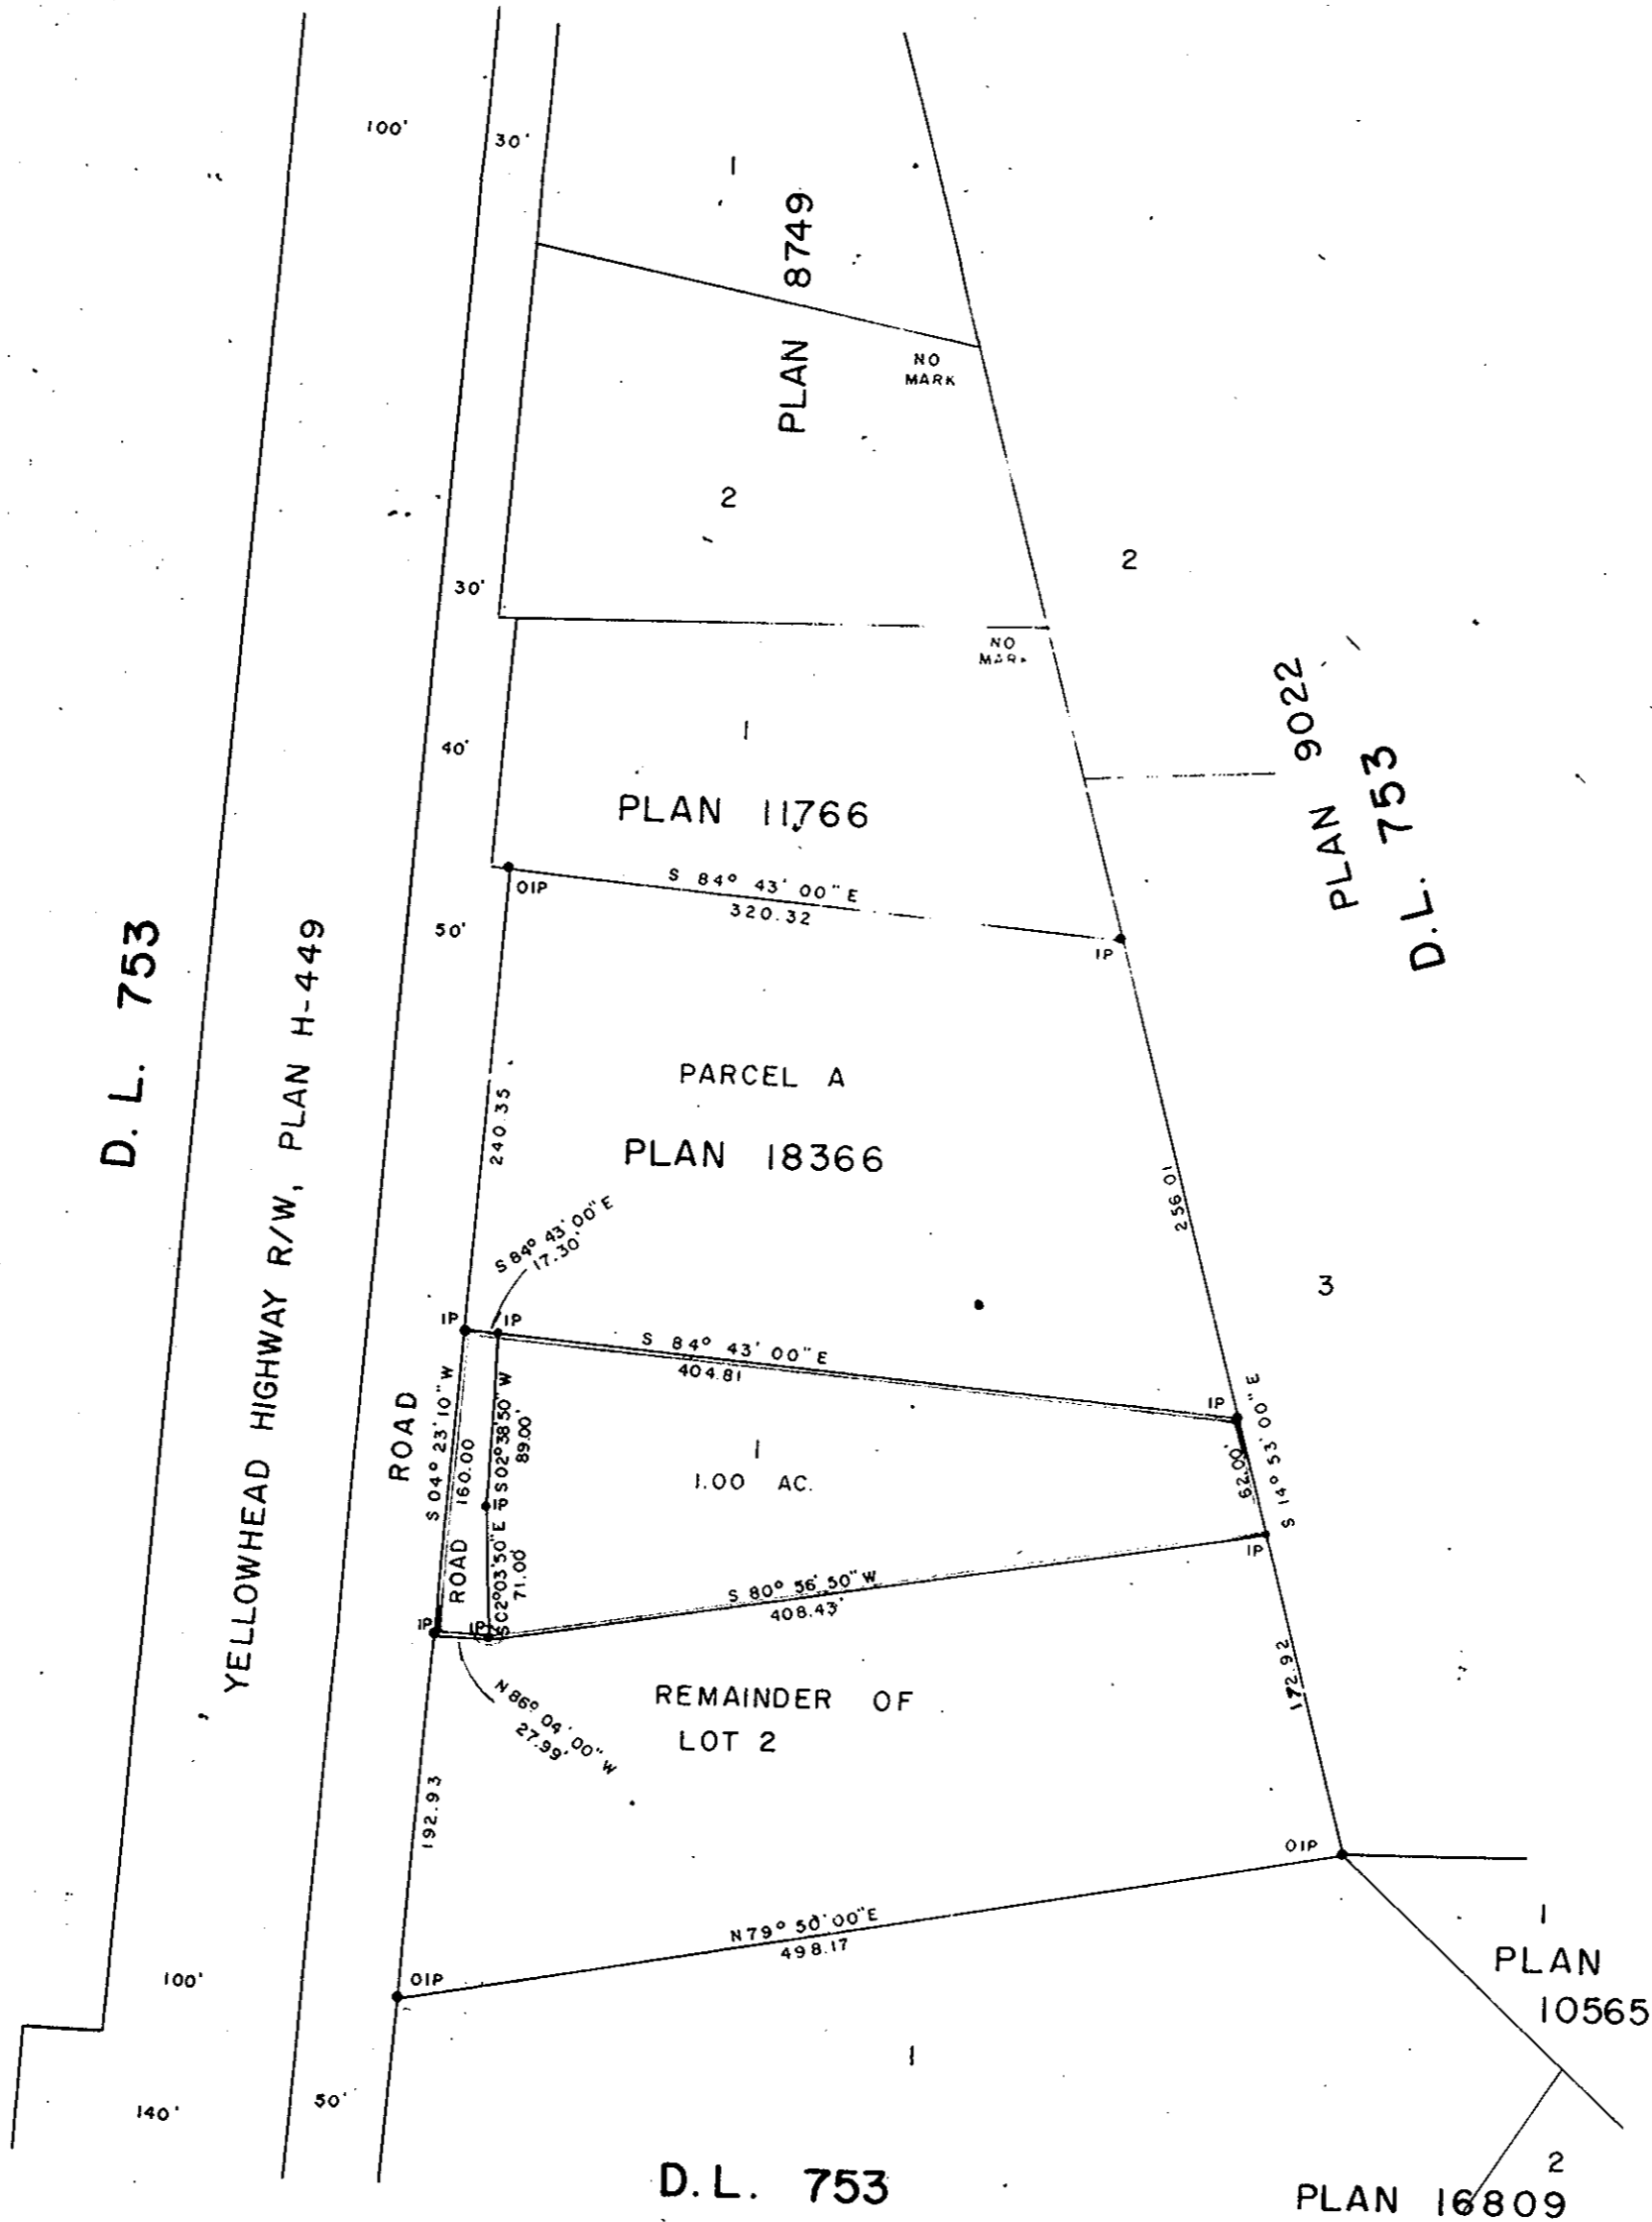 100'
30'
1
PLAN 8749
NO
MARK
2
2
30'
NO
MARK
PLAN 9022
D.L. 753
40'
1
PLAN 11766
S 84° 43' 00" E
320.32
OIP
50'
IP
D. L. 753
YELLOWHEAD HIGHWAY R/W, PLAN H-449
PARCEL A
PLAN 18366
240.35
256.01
S 84° 43' 00" E
17.30'
3
IP
IP
S 84° 43' 00" E
404.81
IP
ROAD
S 04° 23' 10" W
160.00
S 02° 38' 50" W
89.00'
1
1.00 AC.
62.00'
S 14° 53' 00" E
IP
ROAD
S 02° 03' 50" E
71.00'
IP
S 80° 56' 50" W
408.43'
IP
IP
N 86° 04' 00" W
27.99'
REMAINDER OF
LOT 2
172.92
192.93
OIP
N 79° 50' 00" E
498.17
OIP
100'
1
PLAN
10565
1
140'
50'
D.L. 753
2
PLAN 16809